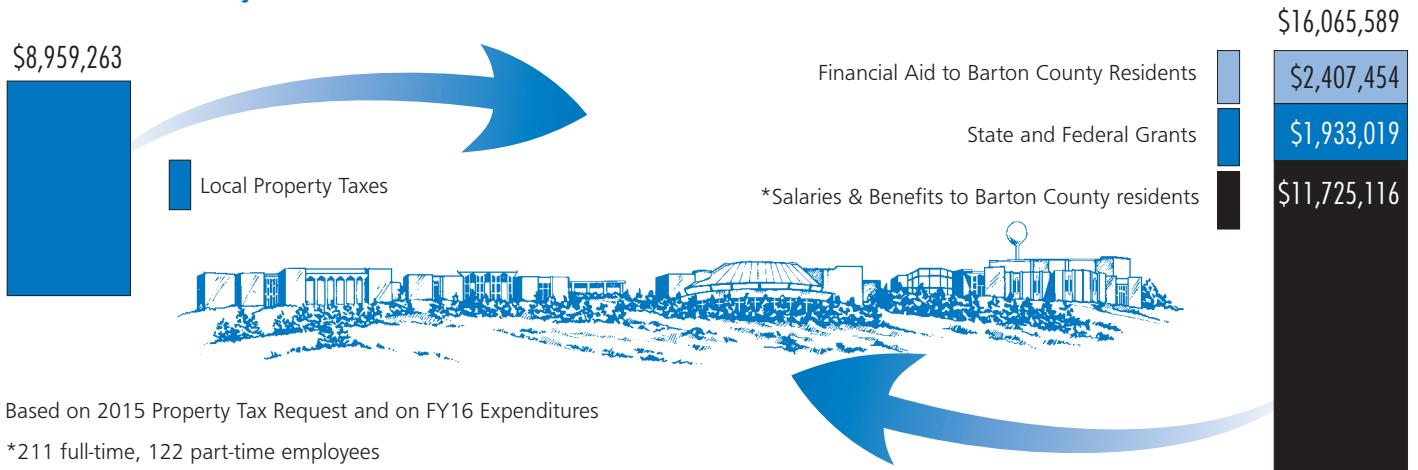 $8,959,263
Local Property Taxes
$16,065,589
Financial Aid to Barton County Residents
$2,407,454
State and Federal Grants
$1,933,019
*Salaries & Benefits to Barton County residents
$11,725,116
Based on 2015 Property Tax Request and on FY16 Expenditures
*211 full-time, 122 part-time employees